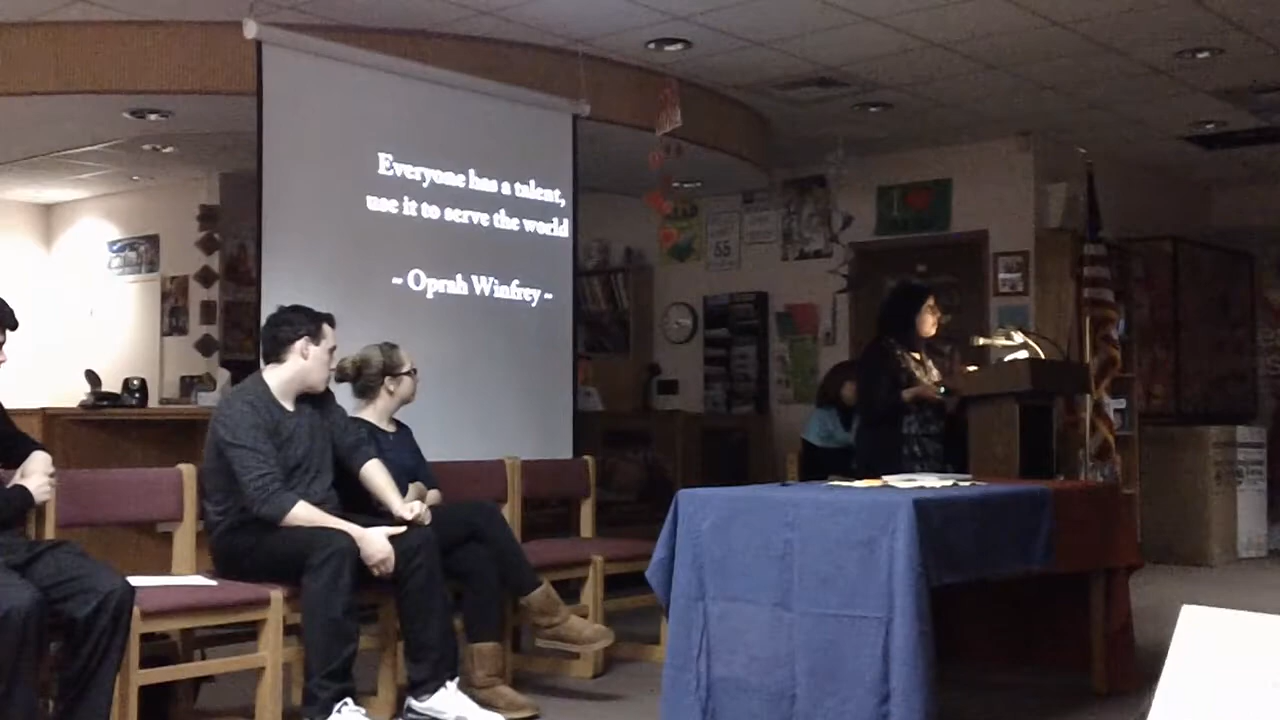 Everyone has a talent,
use it to serve the world
~ Oprah Winfrey ~